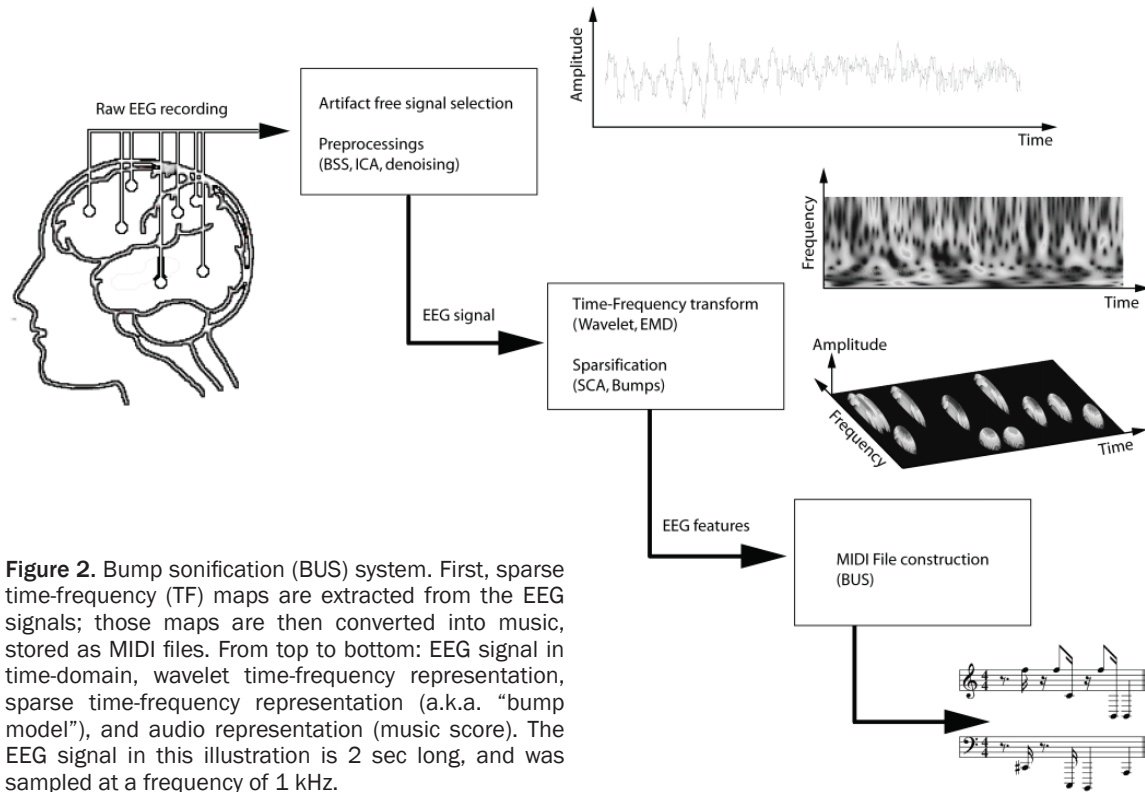 Raw EEG recording
Artifact free signal selection
Preprocessings
(BSS, ICA, denoising)
Amplitude
Time
EEG signal
Time-Frequency transform
(Wavelet, EMD)
Sparsification
(SCA, Bumps)
Frequency
Time
Amplitude
Frequency
Time
EEG features
MIDI File construction
(BUS)
4
4
4
4
Figure 2. Bump sonification (BUS) system. First, sparse
time-frequency (TF) maps are extracted from the EEG
signals; those maps are then converted into music,
stored as MIDI files. From top to bottom: EEG signal in
time-domain, wavelet time-frequency representation,
sparse time-frequency representation (a.k.a. “bump
model”), and audio representation (music score). The
EEG signal in this illustration is 2 sec long, and was
sampled at a frequency of 1 kHz.